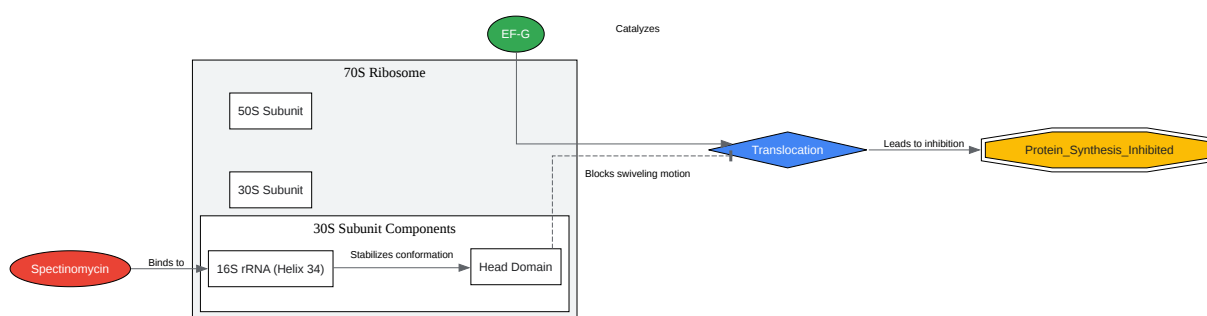 EF-G
Catalyzes
70S Ribosome
50S Subunit
Translocation
Leads to inhibition
Protein_Synthesis_Inhibited
Blocks swiveling motion
30S Subunit
30S Subunit Components
Spectinomycin
Binds to
16S rRNA (Helix 34)
Stabilizes conformation
Head Domain